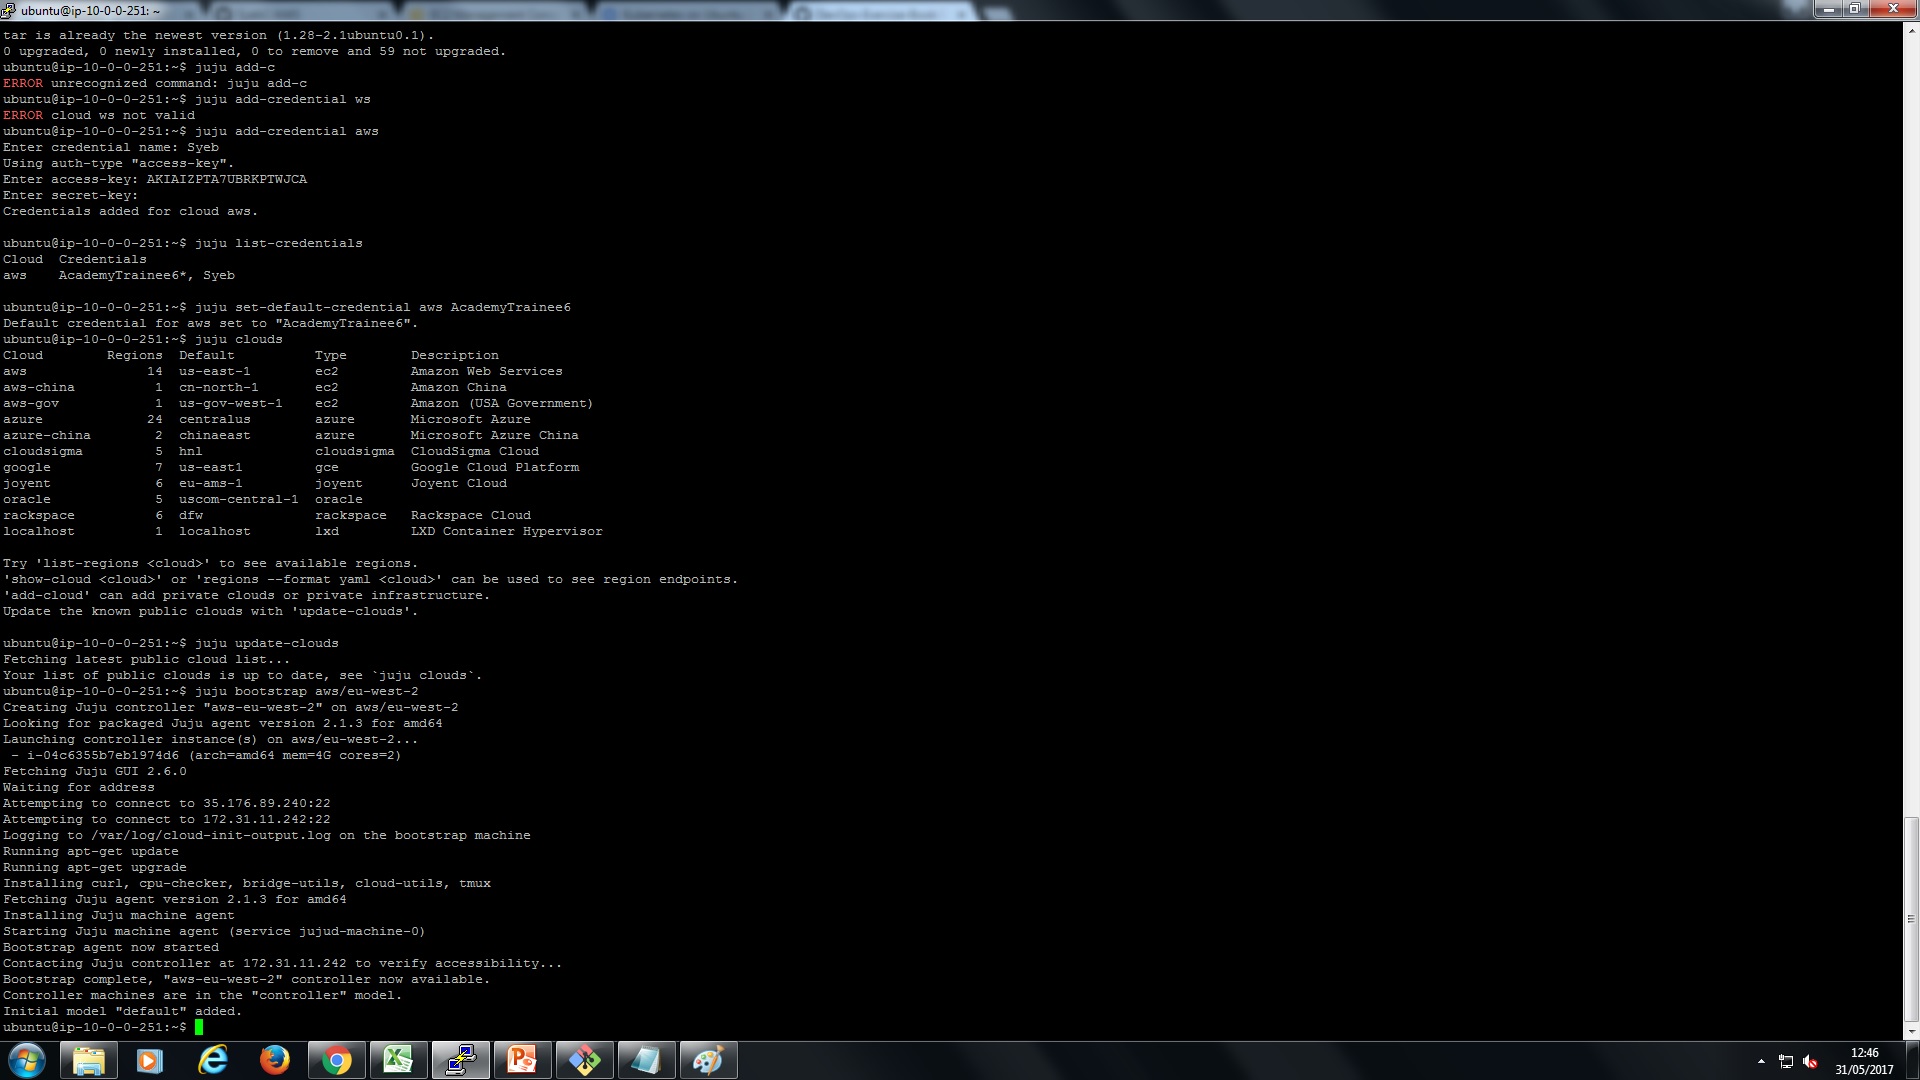 ubuntu@ip-10-0-0-251: ~
tar is already the newest version (1.28-2.1ubuntu0.1).
0 upgraded, 0 newly installed, 0 to remove and 59 not upgraded.
ubuntu@ip-10-0-0-251:~$ juju add-c
ERROR unrecognized command: juju add-c
ubuntu@ip-10-0-0-251:~$ juju add-credential ws
ERROR cloud ws not valid
ubuntu@ip-10-0-0-251:~$ juju add-credential aws
Enter credential name: Syeb
Using auth-type "access-key".
Enter access-key: AKIAIZPTA7UBRKPTWJCA
Enter secret-key:
Credentials added for cloud aws.
ubuntu@ip-10-0-0-251:~$ juju list-credentials
Cloud  Credentials
aws    AcademyTrainee6*, Syeb
ubuntu@ip-10-0-0-251:~$ juju set-default-credential aws AcademyTrainee6
Default credential for aws set to "AcademyTrainee6".
ubuntu@ip-10-0-0-251:~$ juju clouds
Cloud        Regions  Default          Type        Description
aws               14  us-east-1        ec2         Amazon Web Services
aws-china          1  cn-north-1       ec2         Amazon China
aws-gov            1  us-gov-west-1    ec2         Amazon (USA Government)
azure             24  centralus        azure       Microsoft Azure
azure-china        2  chinaeast        azure       Microsoft Azure China
cloudsigma         5  hnl              cloudsigma  CloudSigma Cloud
google             7  us-east1         gce         Google Cloud Platform
joyent             6  eu-ams-1         joyent      Joyent Cloud
oracle             5  uscom-central-1  oracle
rackspace          6  dfw              rackspace   Rackspace Cloud
localhost          1  localhost        lxd         LXD Container Hypervisor
Try 'list-regions <cloud>' to see available regions.
'show-cloud <cloud>' or 'regions --format yaml <cloud>' can be used to see region endpoints.
'add-cloud' can add private clouds or private infrastructure.
Update the known public clouds with 'update-clouds'.
ubuntu@ip-10-0-0-251:~$ juju update-clouds
Fetching latest public cloud list...
Your list of public clouds is up to date, see `juju clouds`.
ubuntu@ip-10-0-0-251:~$ juju bootstrap aws/eu-west-2
Creating Juju controller "aws-eu-west-2" on aws/eu-west-2
Looking for packaged Juju agent version 2.1.3 for amd64
Launching controller instance(s) on aws/eu-west-2...
 - i-04c6355b7eb1974d6 (arch=amd64 mem=4G cores=2)
Fetching Juju GUI 2.6.0
Waiting for address
Attempting to connect to 35.176.89.240:22
Attempting to connect to 172.31.11.242:22
Logging to /var/log/cloud-init-output.log on the bootstrap machine
Running apt-get update
Running apt-get upgrade
Installing curl, cpu-checker, bridge-utils, cloud-utils, tmux
Fetching Juju agent version 2.1.3 for amd64
Installing Juju machine agent
Starting Juju machine agent (service jujud-machine-0)
Bootstrap agent now started
Contacting Juju controller at 172.31.11.242 to verify accessibility...
Bootstrap complete, "aws-eu-west-2" controller now available.
Controller machines are in the "controller" model.
Initial model "default" added.
ubuntu@ip-10-0-0-251:~$
12:46
31/05/2017